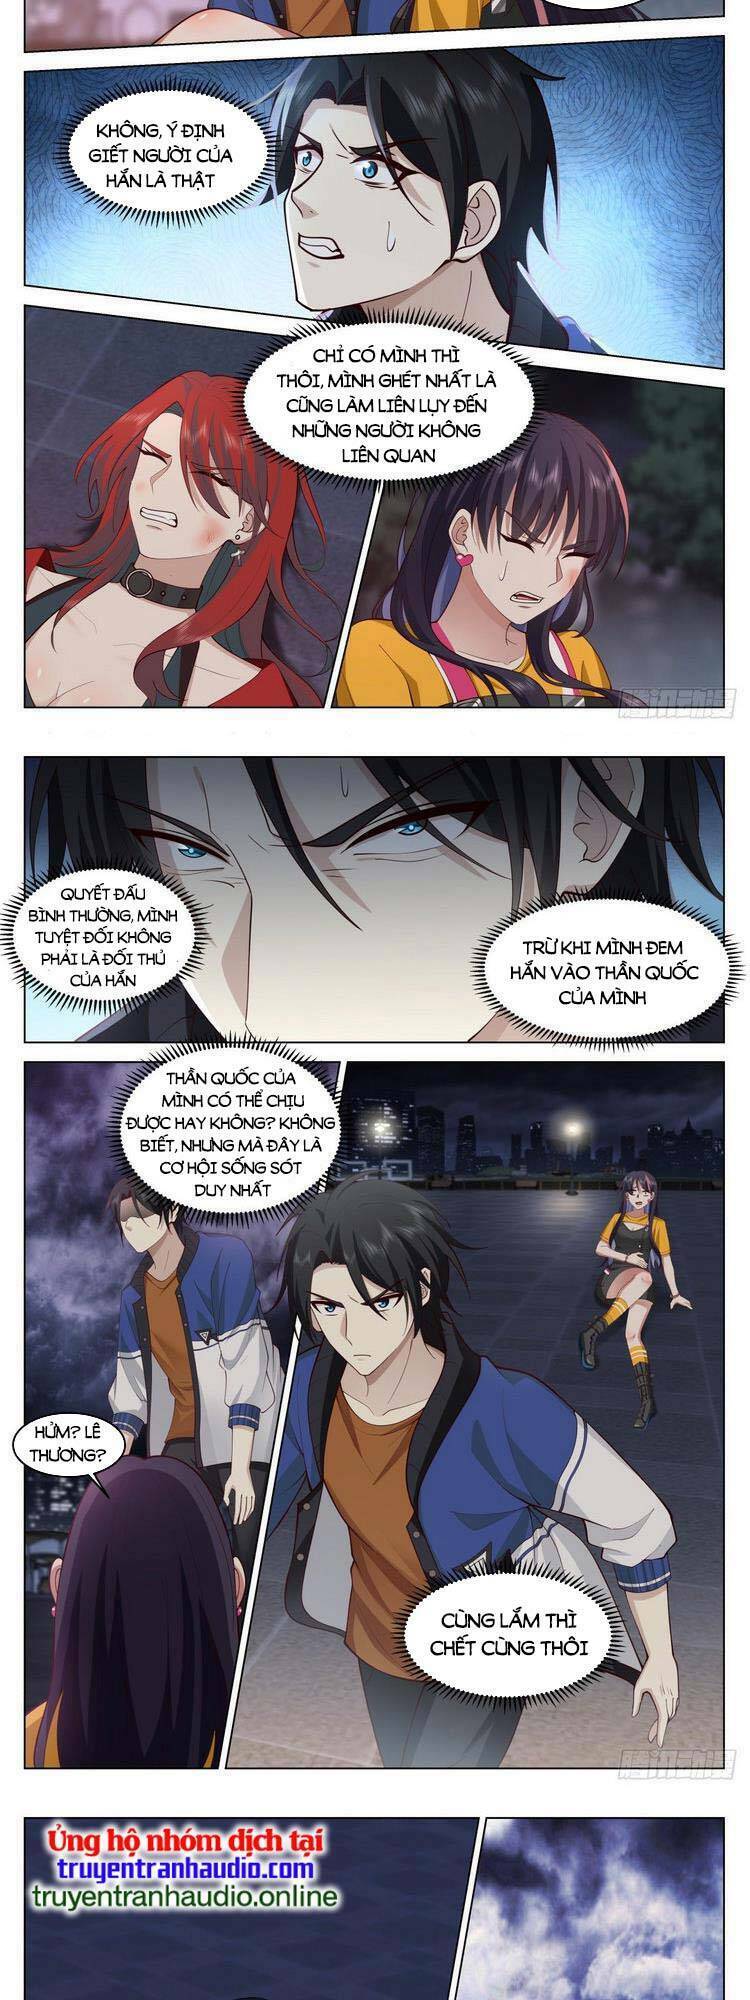 KHÔNG, Ý ĐỊNH
GIẾT NGƯỜI CỦA
HẮN LÀ THẬT
CHỈ CÓ MÌNH THÌ
THÔI, MÌNH GHÉT NHẤT LÀ
CŨNG LÀM LIÊN LỤY ĐẾN
NHỮNG NGƯỜI KHÔNG
LIÊN QUAN
QUYẾT ĐẤU
BÌNH THƯỜNG, MÌNH
TUYỆT ĐỐI KHÔNG
PHẢI LÀ ĐỐI THỦ
CỦA HẮN
TRỪ KHI MÌNH ĐEM
HẮN VÀO THẦN QUỐC
CỦA MÌNH
THẦN QUỐC CỦA
MÌNH CÓ THỂ CHỊU
ĐƯỢC HAY KHÔNG? KHÔNG
BIẾT, NHƯNG MÀ ĐÂY LÀ
CƠ HỘI SỐNG SÓT
DUY NHẤT
HỬM? LÊ
THƯƠNG?
CÙNG LẮM THÌ
CHẾT CÙNG THÔI
Ủng hộ nhóm dịch tại
truyentranhaudio.com
truyentranhaudio.online